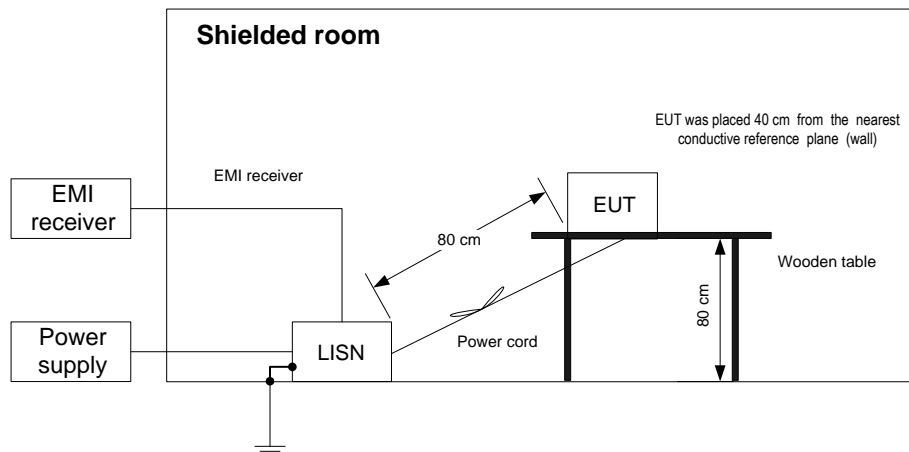 Shielded room
EUT was placed 40 cm from the nearest
conductive reference plane (wall)
EMI receiver
EMI
receiver
EUT
80 cm
Wooden table
80 cm
Power
supply
LISN
Power cord